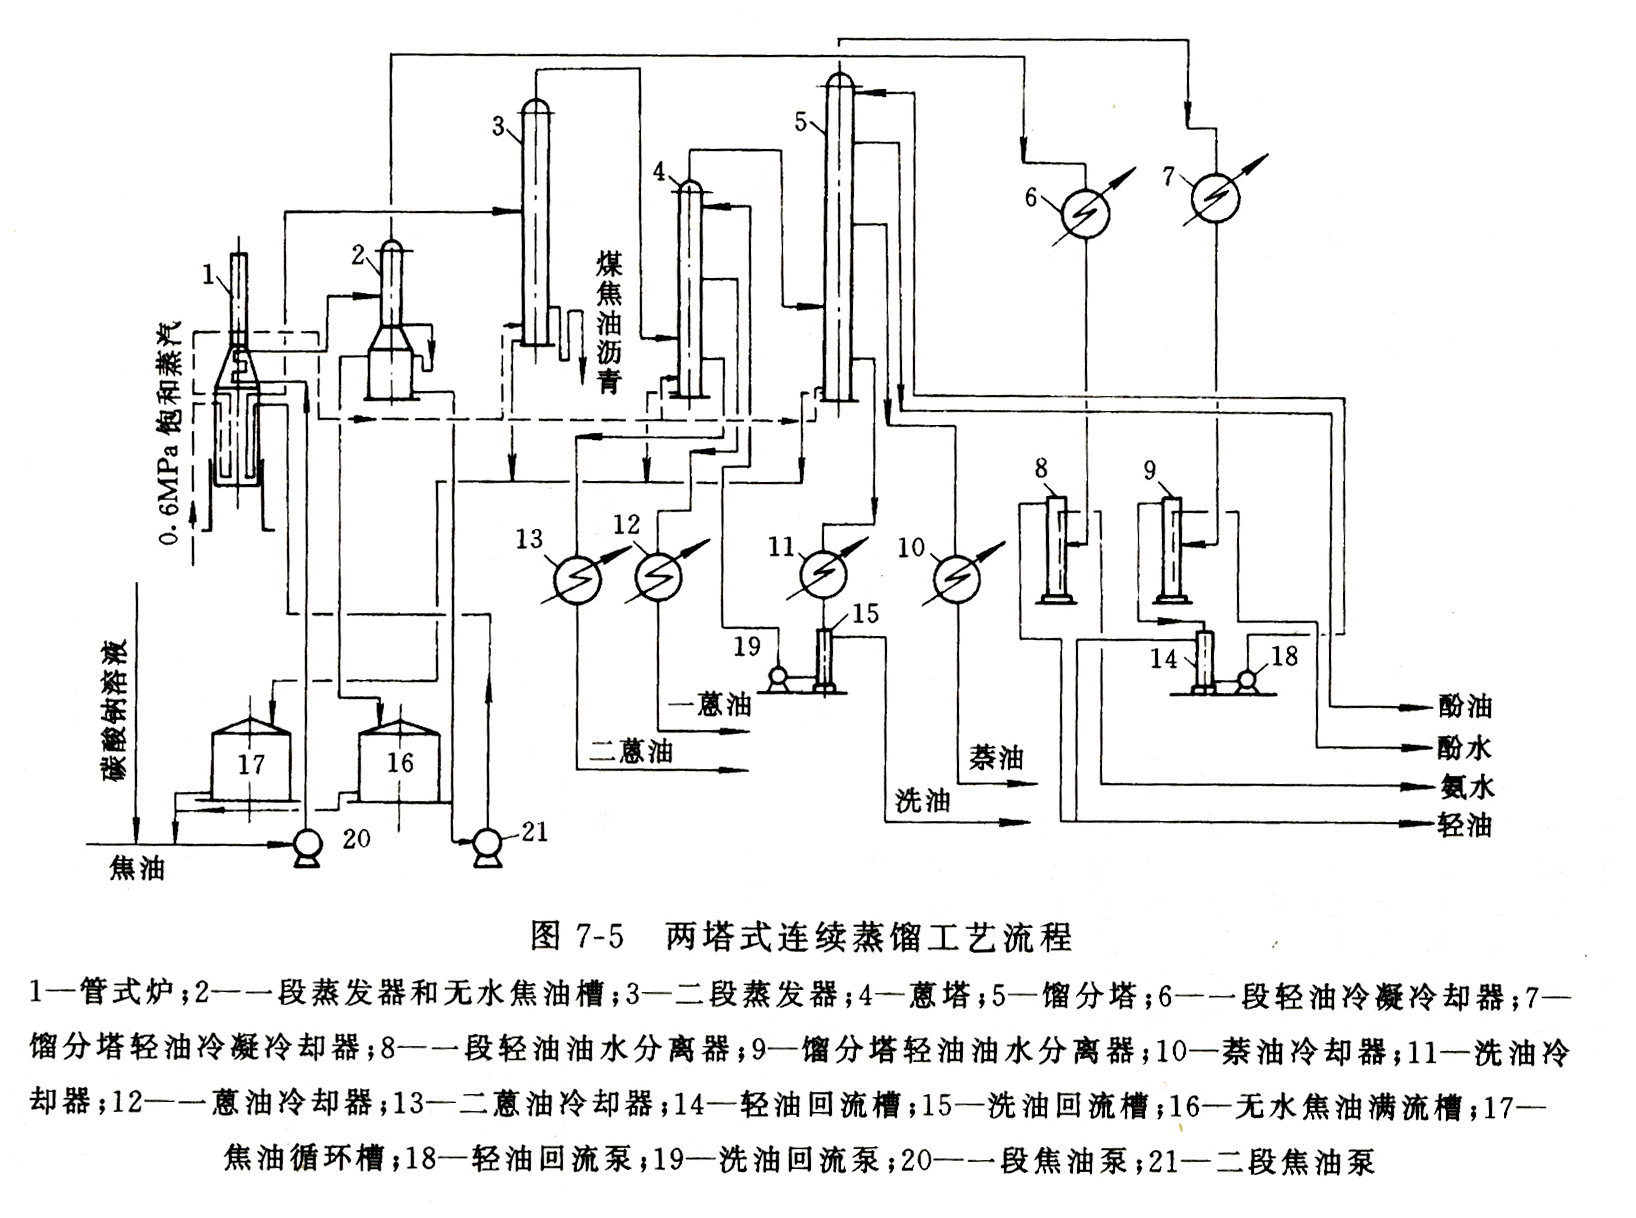 1
2
3
4
5
6
7
煤焦油沥青
0.6MPa 饱和蒸汽
8
9
10
11
12
13
14
15
16
17
18
19
20
21
碳酸钠溶液
焦油
一蒽油
二蒽油
萘油
洗油
酚油
酚水
氨水
轻油
图 7-5 两塔式连续蒸馏工艺流程
1—管式炉;2—一段蒸发器和无水焦油槽;3—二段蒸发器;4—蒽塔;5—馏分塔;6—一段轻油冷凝冷却器;7—
馏分塔轻油冷凝冷却器;8—一段轻油油水分离器;9—馏分塔轻油油水分离器;10—萘油冷却器;11—洗油冷
却器;12—一蒽油冷却器;13—二蒽油冷却器;14—轻油回流槽;15—洗油回流槽;16—无水焦油满流槽;17—
焦油循环槽;18—轻油回流泵;19—洗油回流泵;20—一段焦油泵;21—二段焦油泵